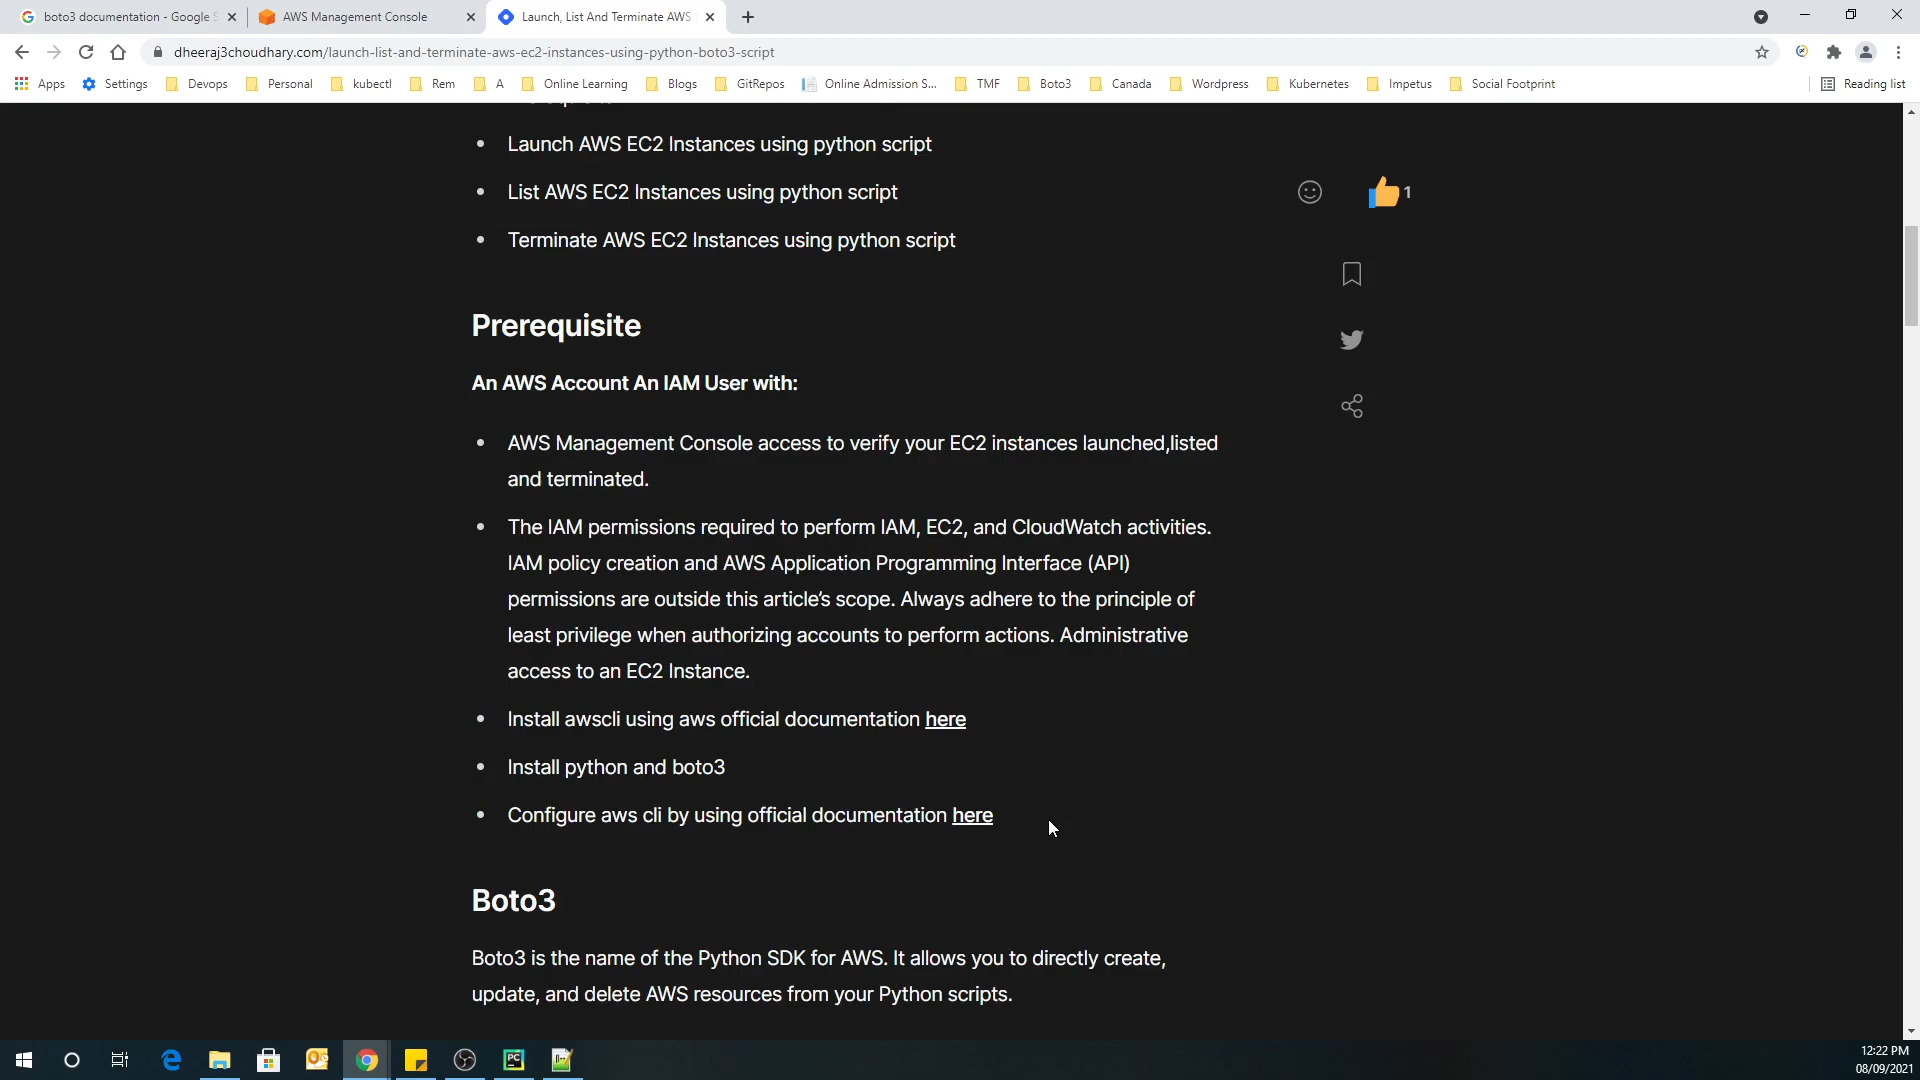 boto3 documentation - Google S
AWS Management Console
Launch, List And Terminate AWS
dheeraj3choudhary.com/launch-list-and-terminate-aws-ec2-instances-using-python-boto3-script
Apps
Settings
Devops
Personal
kubectl
Rem
A
Online Learning
Blogs
GitRepos
Online Admission S...
TMF
Boto3
Canada
Wordpress
Kubernetes
Impetus
Social Footprint
Reading list
• Launch AWS EC2 Instances using python script
• List AWS EC2 Instances using python script
1
• Terminate AWS EC2 Instances using python script
Prerequisite
An AWS Account An IAM User with:
• AWS Management Console access to verify your EC2 instances launched,listed
and terminated.
• The IAM permissions required to perform IAM, EC2, and CloudWatch activities.
IAM policy creation and AWS Application Programming Interface (API)
permissions are outside this article's scope. Always adhere to the principle of
least privilege when authorizing accounts to perform actions. Administrative
access to an EC2 Instance.
• Install awscli using aws official documentation here
• Install python and boto3
• Configure aws cli by using official documentation here
Boto3
Boto3 is the name of the Python SDK for AWS. It allows you to directly create,
update, and delete AWS resources from your Python scripts.
PC
12:22 PM
08/09/2021